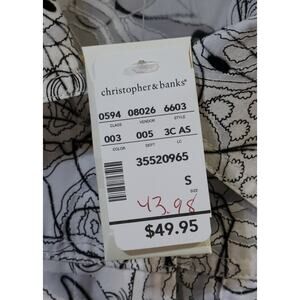 christopher & banks®
0594 08026 6603
CLASS VENDOR STYLE
003 005 3C AS
COLOR DEPT LC
35520965
S
SIZE
43.98
$49.95